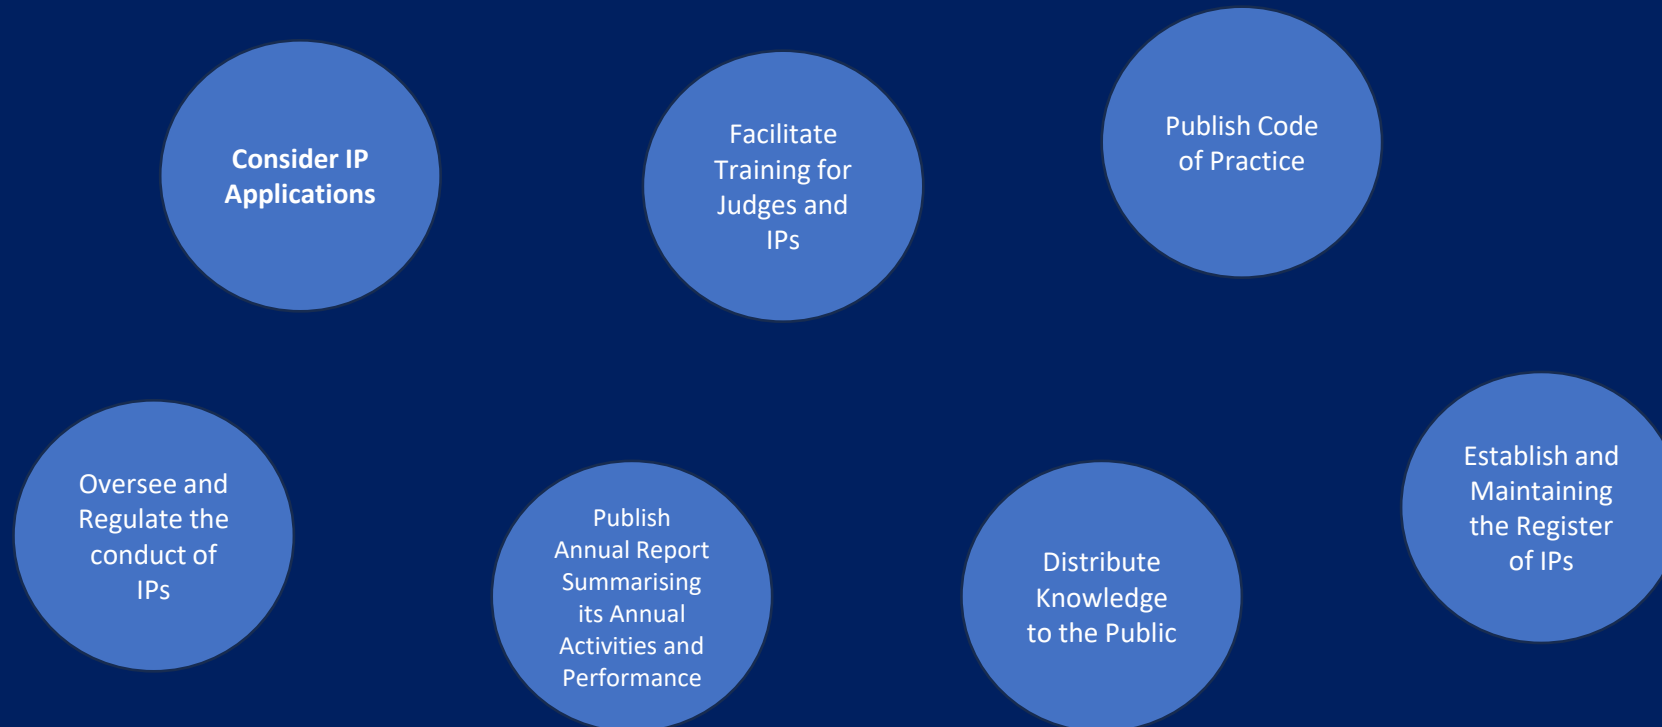 Consider IP
Applications
Facilitate
Training for
Judges and
IPs
Publish Code
of Practice
Oversee and
Regulate the
conduct of
IPs
Publish
Annual Report
Summarising
its Annual
Activities and
Performance
Distribute
Knowledge
to the Public
Establish and
Maintaining
the Register
of IPs